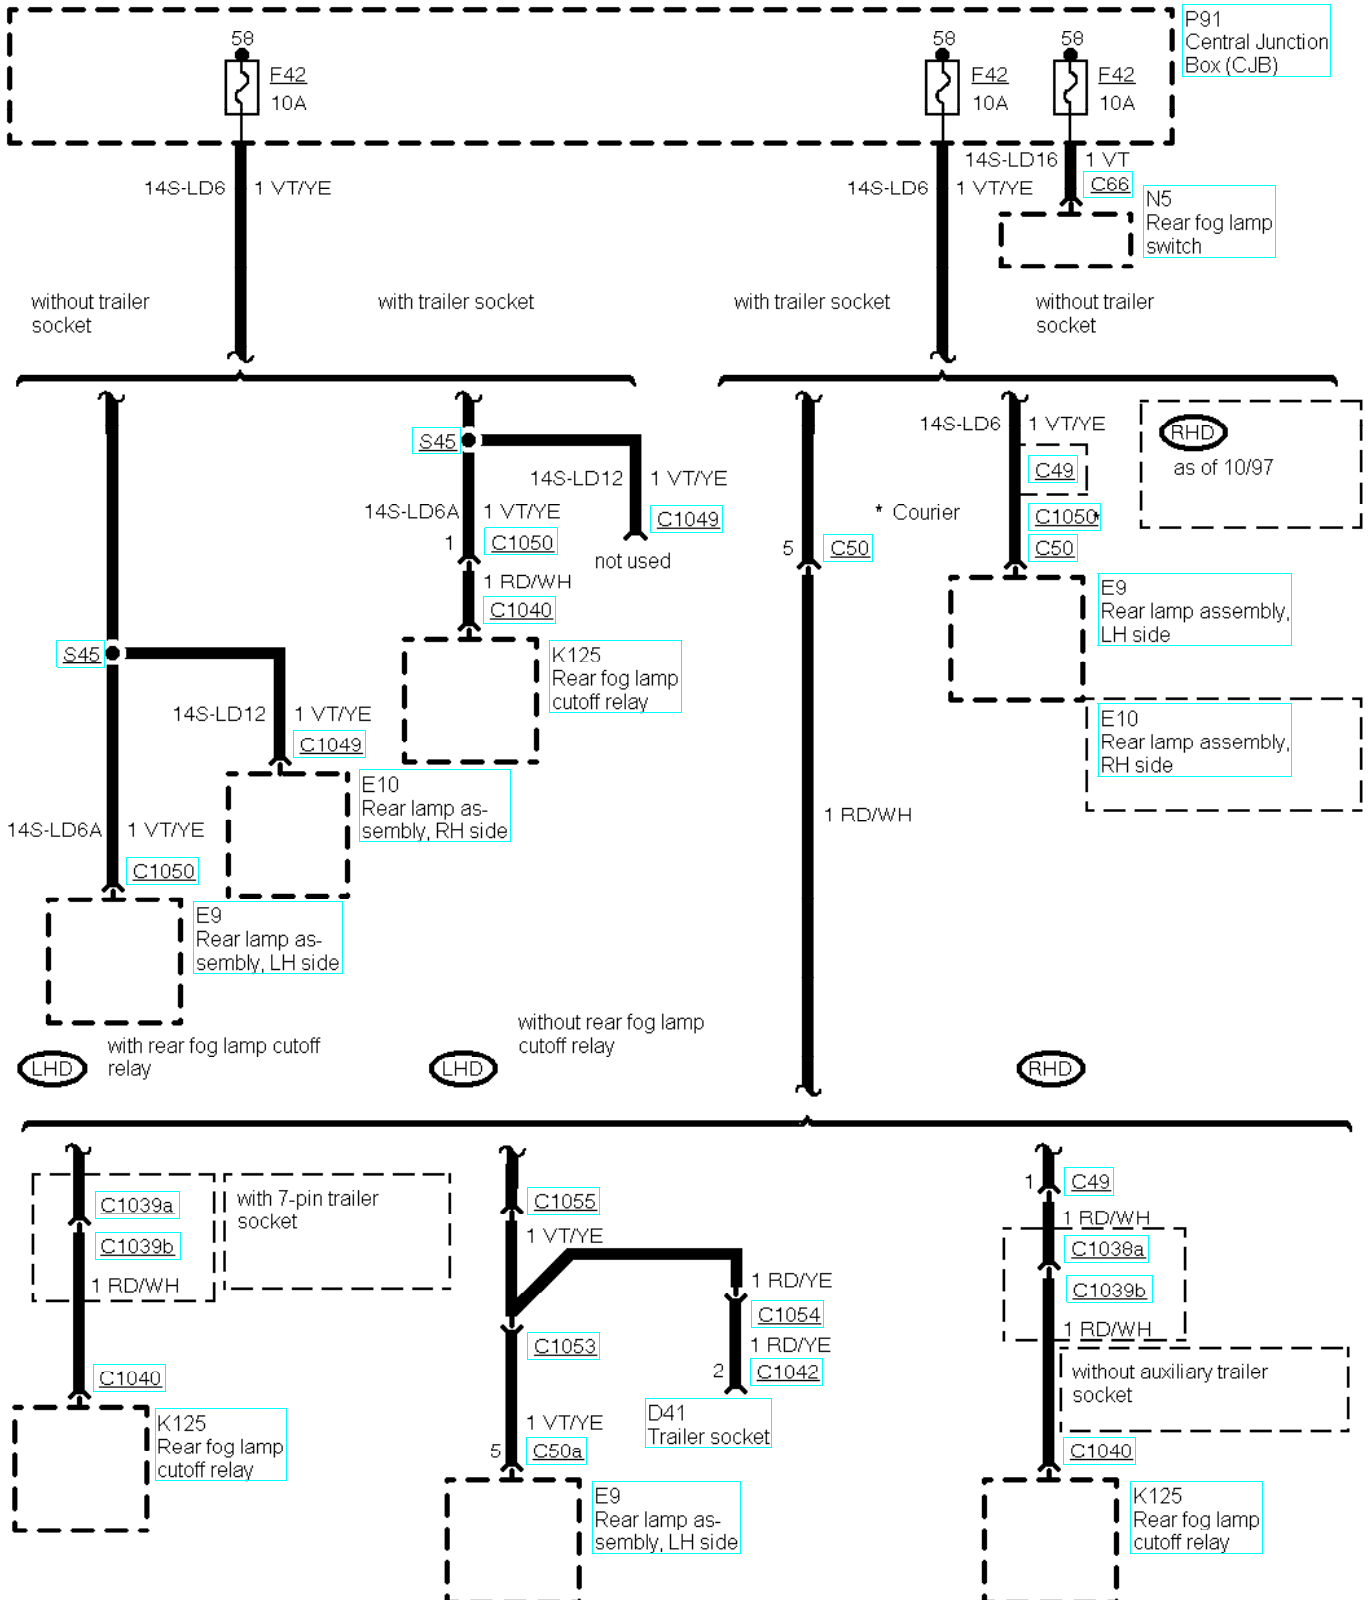 P91
Central Junction
Box (CJB)
58
F42
10A
58
F42
10A
58
F42
10A
14S-LD6
1 VT/YE
14S-LD6
1 VT/YE
14S-LD16
1 VT
C66
N5
Rear fog lamp
switch
without trailer
socket
with trailer socket
with trailer socket
without trailer
socket
S45
14S-LD12
1 VT/YE
C1049
not used
14S-LD6A
1 VT/YE
1
C1050
1 RD/WH
C1040
K125
Rear fog lamp
cutoff relay
S45
14S-LD12
1 VT/YE
C1049
E10
Rear lamp as-
sembly, RH side
14S-LD6A
1 VT/YE
C1050
E9
Rear lamp as-
sembly, LH side
14S-LD6
1 VT/YE
C49
* Courier
C1050*
5
C50
C50
RHD
as of 10/97
E9
Rear lamp assembly,
LH side
E10
Rear lamp assembly,
RH side
1 RD/WH
LHD
with rear fog lamp cutoff
relay
LHD
without rear fog lamp
cutoff relay
RHD
C1039a
C1039b
1 RD/WH
with 7-pin trailer
socket
C1040
K125
Rear fog lamp
cutoff relay
C1055
1 VT/YE
1 RD/YE
C1054
1 RD/YE
2
C1042
D41
Trailer socket
C1053
1 VT/YE
5
C50a
E9
Rear lamp as-
sembly, LH side
1
C49
1 RD/WH
C1038a
C1039b
1 RD/WH
without auxiliary trailer
socket
C1040
K125
Rear fog lamp
cutoff relay